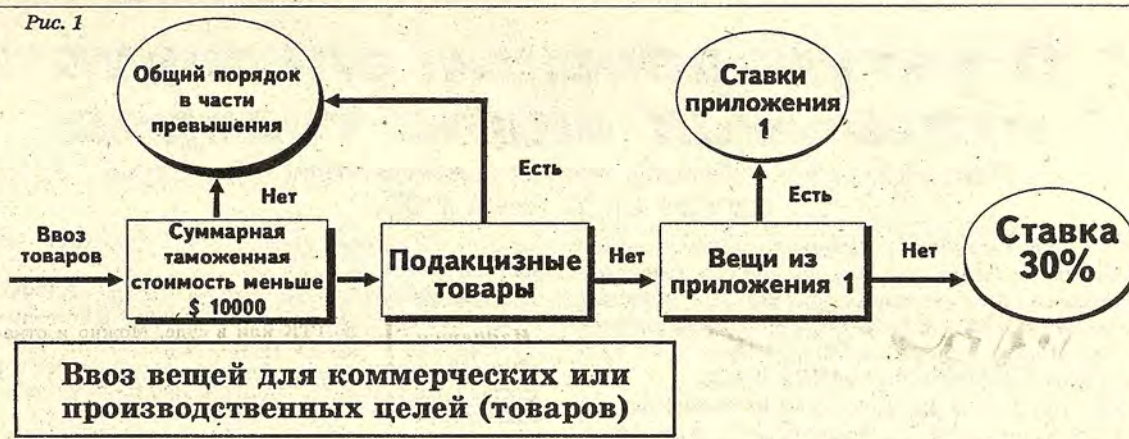 Рис. 1
Общий порядок
в части
превышения
Ставки
приложения
1
Есть
Нет
Есть
Ввоз
товаров
Суммарная
таможенная
стоимость меньше
$ 10000
Подакцизные
товары
Нет
Вещи из
приложения 1
Нет
Ставка
30%
Ввоз вещей для коммерческих или
производственных целей (товаров)